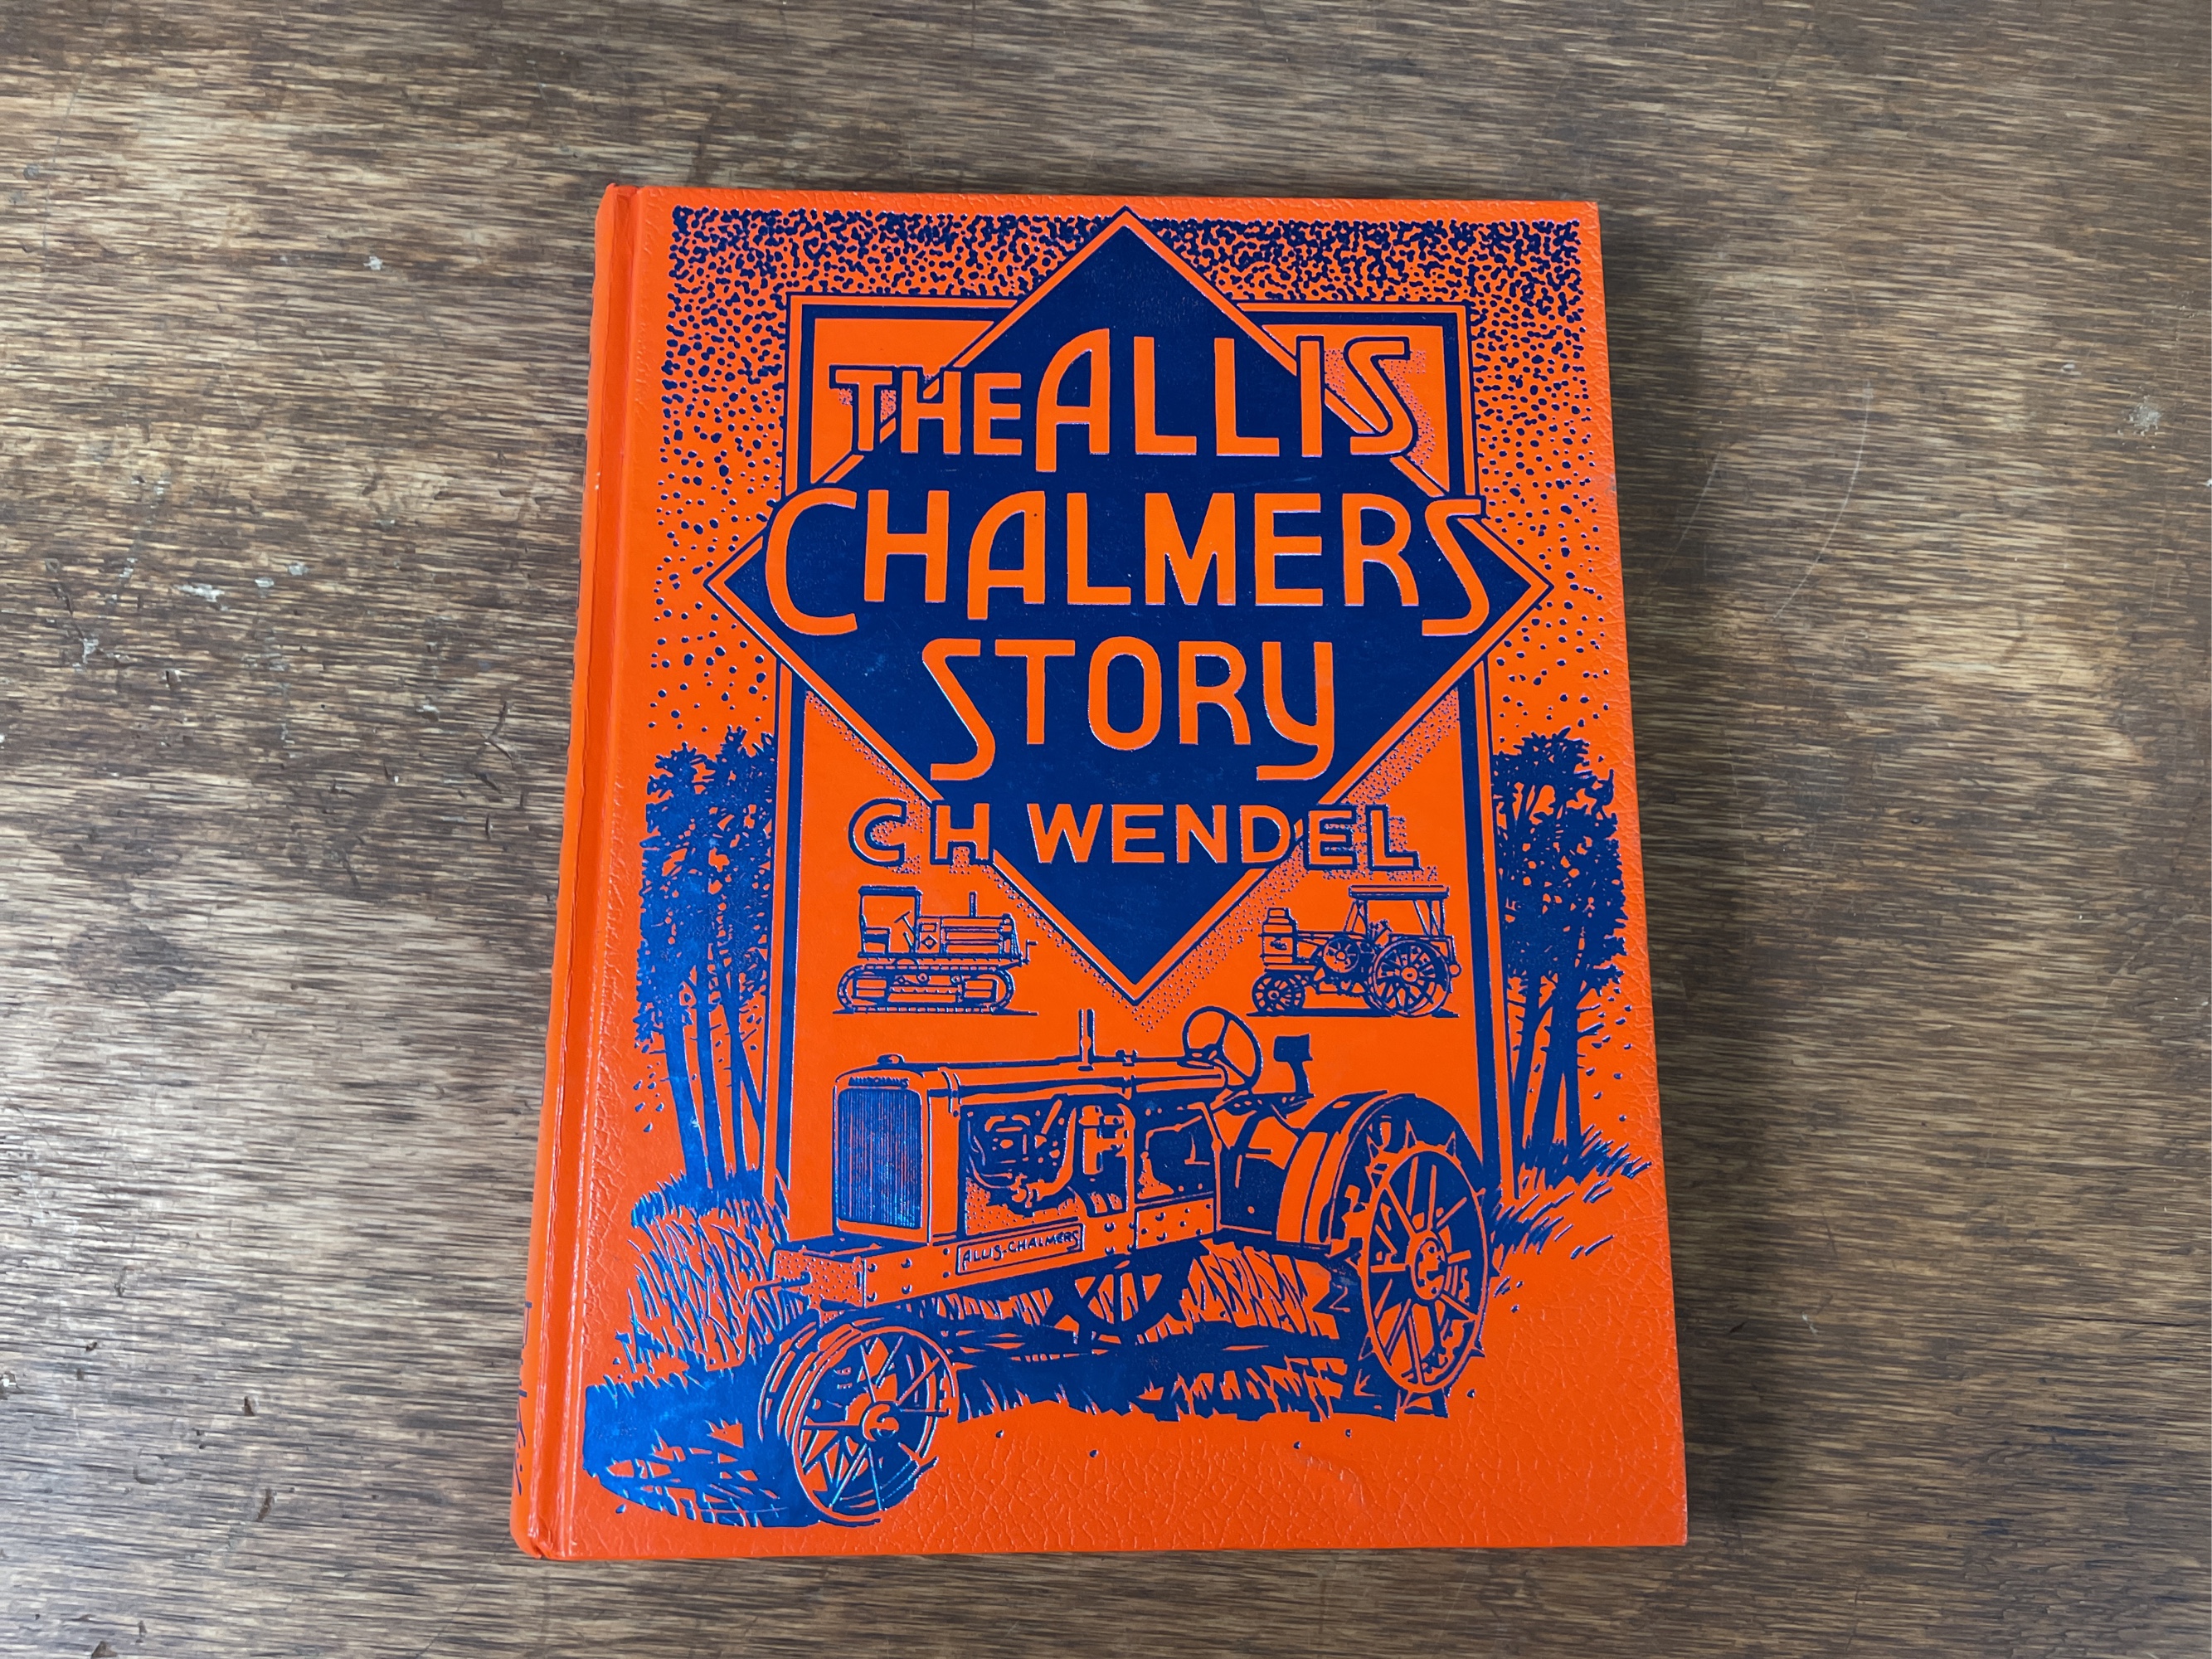 THE ALLIS
CHALMERS
STORY
C H WENDEL
ALLIS-CHALMERS